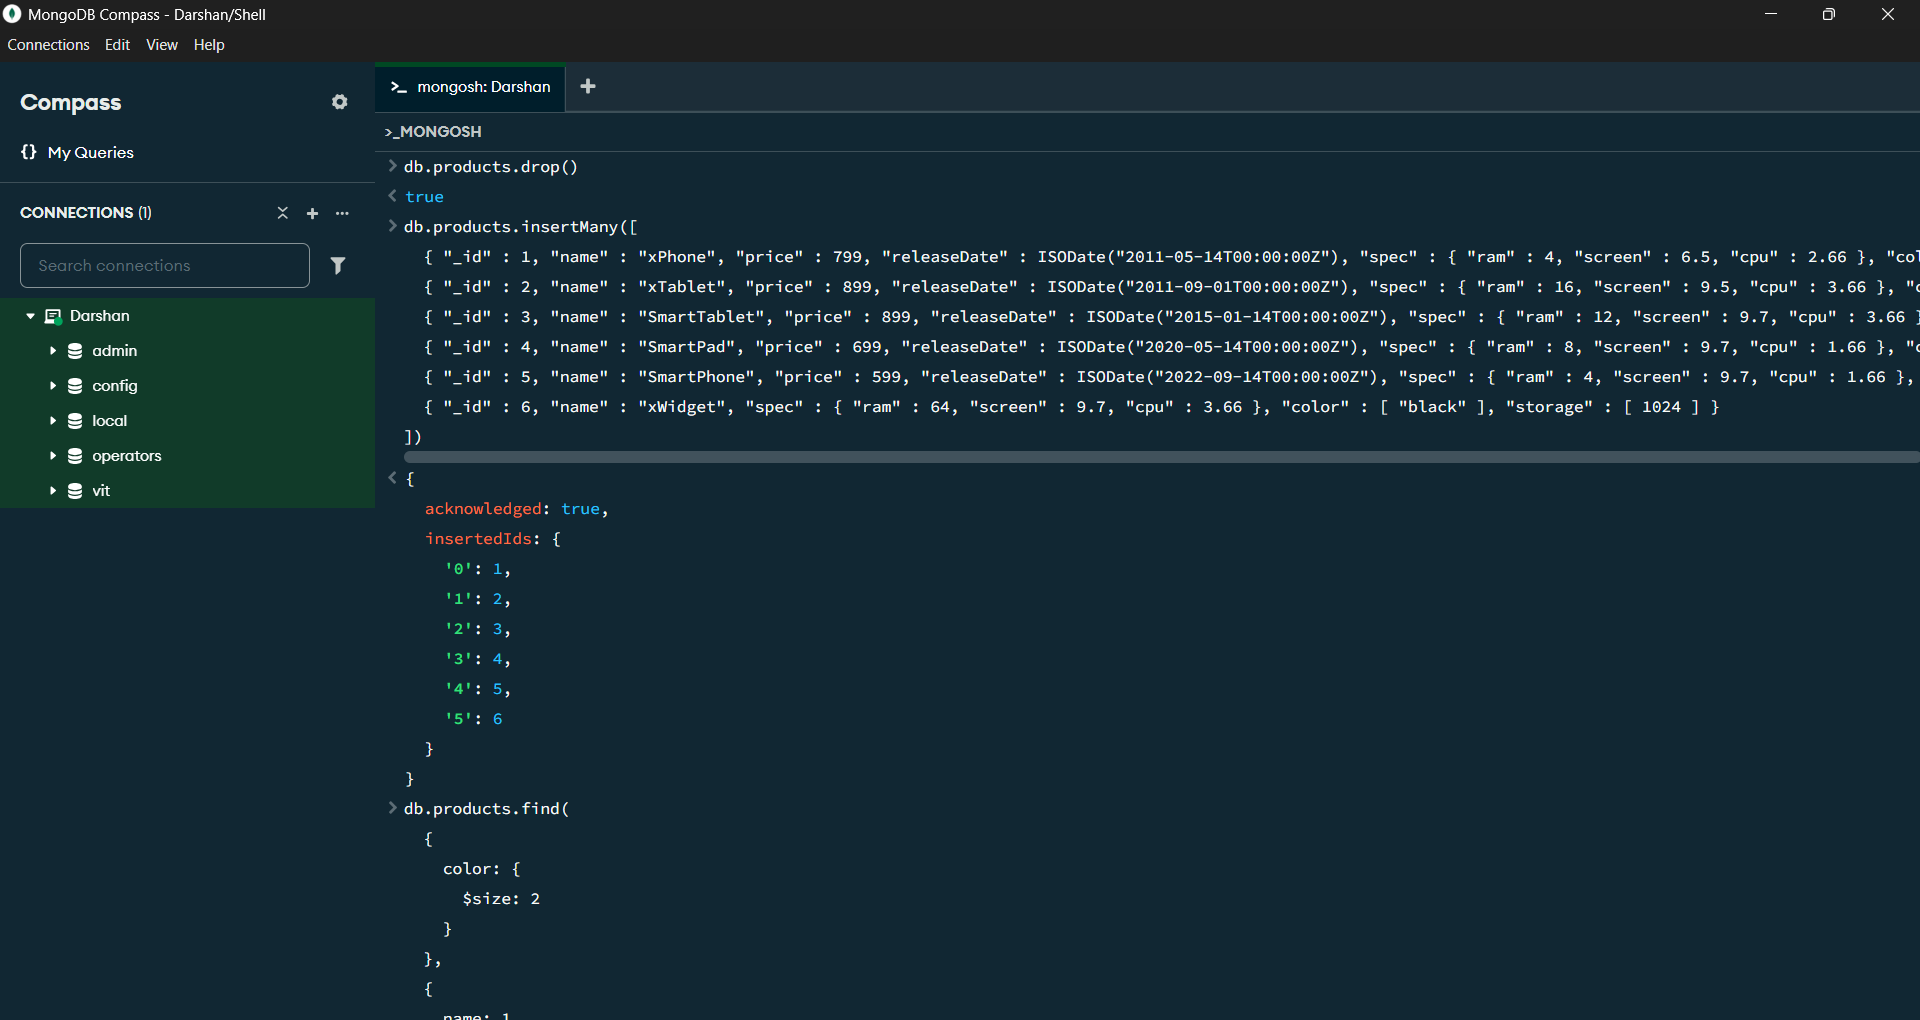 MongoDB Compass - Darshan/Shell
Connections Edit View Help
Compass
{} My Queries
CONNECTIONS (1)
Search connections
Darshan
admin
config
local
operators
vit
>_ mongosh: Darshan +
>_MONGOSH
> db.products.drop()
< true
> db.products.insertMany([
{ "_id" : 1, "name" : "xPhone", "price" : 799, "releaseDate" : ISODate("2011-05-14T00:00:00Z"), "spec" : { "ram" : 4, "screen" : 6.5, "cpu" : 2.66 },
{ "_id" : 2, "name" : "xTablet", "price" : 899, "releaseDate" : ISODate("2011-09-01T00:00:00Z"), "spec" : { "ram" : 16, "screen" : 9.5, "cpu" : 3.66 },
{ "_id" : 3, "name" : "SmartTablet", "price" : 899, "releaseDate" : ISODate("2015-01-14T00:00:00Z"), "spec" : { "ram" : 12, "screen" : 9.7, "cpu" : 3.66
{ "_id" : 4, "name" : "SmartPad", "price" : 699, "releaseDate" : ISODate("2020-05-14T00:00:00Z"), "spec" : { "ram" : 8, "screen" : 9.7, "cpu" : 1.66 },
{ "_id" : 5, "name" : "SmartPhone", "price" : 599, "releaseDate" : ISODate("2022-09-14T00:00:00Z"), "spec" : { "ram" : 4, "screen" : 9.7, "cpu" : 1.66 },
{ "_id" : 6, "name" : "xWidget", "spec" : { "ram" : 64, "screen" : 9.7, "cpu" : 3.66 }, "color" : [ "black" ], "storage" : [ 1024 ] }
])
< {
acknowledged: true,
insertedIds: {
'0': 1,
'1': 2,
'2': 3,
'3': 4,
'4': 5,
'5': 6
}
}
> db.products.find(
{
color: {
$size: 2
}
},
{
name: 1